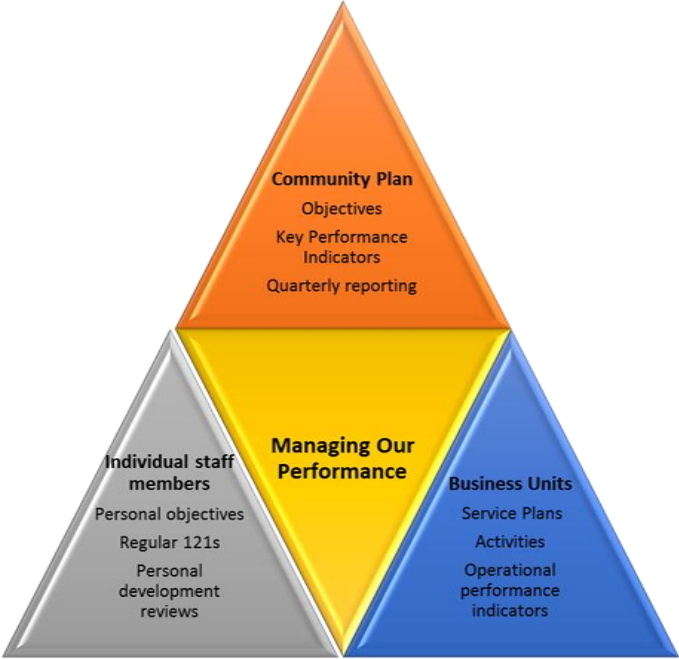 Community Plan
Objectives
Key Performance
Indicators
Quarterly reporting
Managing Our
Performance
Individual staff
members
Personal objectives
Regular 121s
Personal
development
reviews
Business Units
Service Plans
Activities
Operational
performance
indicators